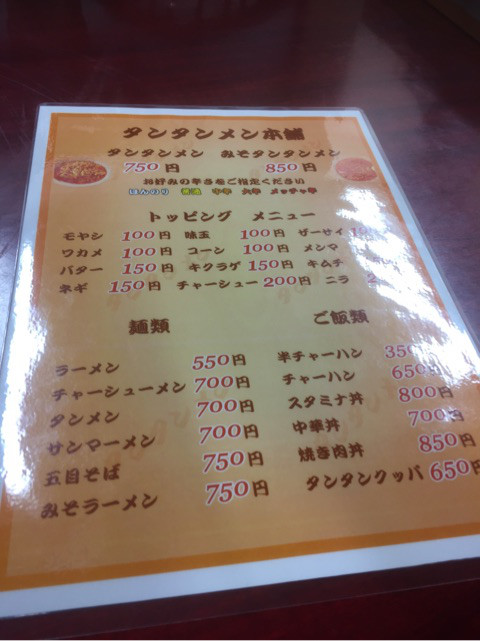 タンタンメン本舗
タンタンメン みそタンタンメン
750円 850円
お好みの辛さをご指定ください
ほんのり 普通 中辛 大辛 メッチャ辛
トッピング メニュー
モヤシ 100円 味玉 100円 ザーサイ
ワカメ 100円 コーン 100円 メンマ
バター 150円 キクラゲ 150円 キムチ
ネギ 150円 チャーシュー 200円 ニラ
麺類 ご飯類
ラーメン 550円 半チャーハン 350
チャーシューメン 700円 チャーハン 650
タンメン 700円 スタミナ丼 800円
サンマーメン 700円 中華丼 700円
五目そば 750円 焼き肉丼 850円
みそラーメン 750円 タンタンクッパ 650円